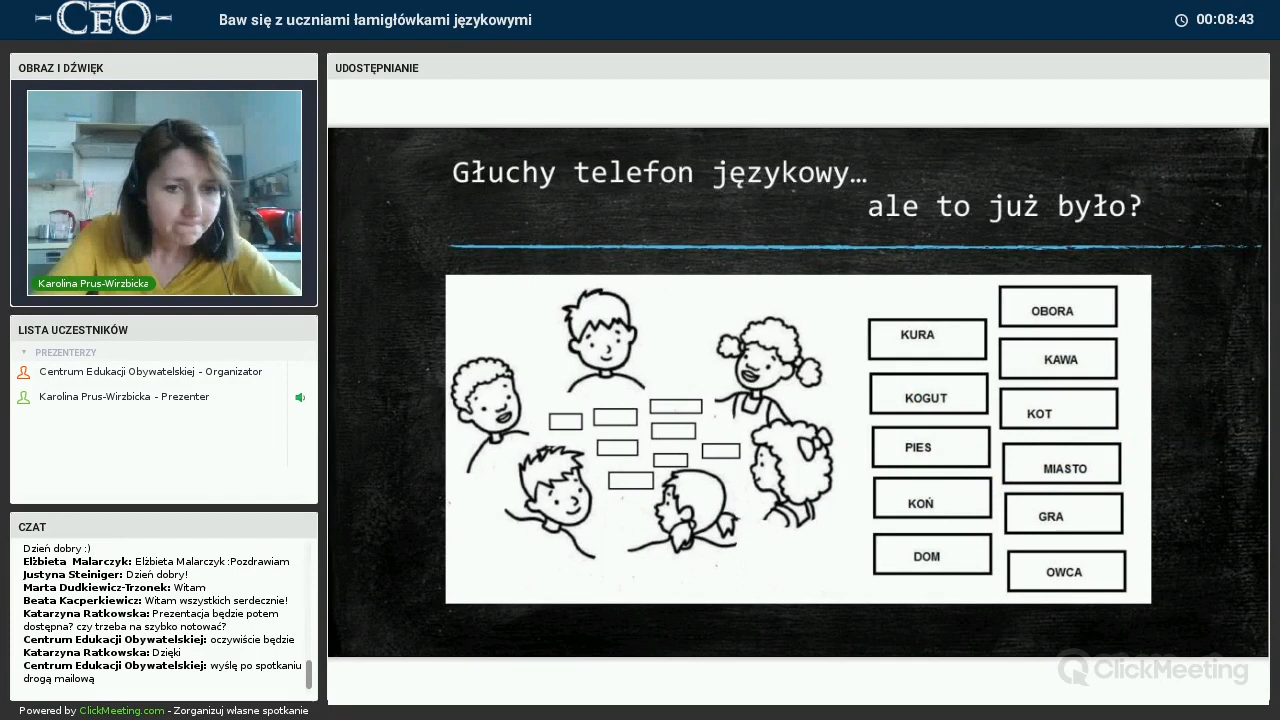 CEO
Baw się z uczniami łamigłówkami językowymi
00:08:43
OBRAZ I DŹWIĘK
Karolina Prus-Wirzbicka
LISTA UCZESTNIKÓW
PREZENTERZY
Centrum Edukacji Obywatelskiej - Organizator
Karolina Prus-Wirzbicka - Prezenter
CZAT
Dzień dobry :)
Elżbieta Malarczyk: Elżbieta Malarczyk :Pozdrawiam
Justyna Steiniger: Dzień dobry!
Marta Dudkiewicz-Trzonek: Witam
Beata Kacperkiewicz: Witam wszystkich serdecznie!
Katarzyna Ratkowska: Prezentacja będzie potem
dostępna? czy trzeba na szybko notować?
Centrum Edukacji Obywatelskiej: oczywiście będzie
Katarzyna Ratkowska: Dzięki
Centrum Edukacji Obywatelskiej: wyślę po spotkaniu
drogą mailową
Powered by ClickMeeting.com - Zorganizuj własne spotkanie
UDOSTĘPNIANIE
Głuchy telefon językowy…
ale to już było?
KURA
KOGUT
PIES
KOŃ
DOM
OBORA
KAWA
KOT
MIASTO
GRA
OWCA
ClickMeeting